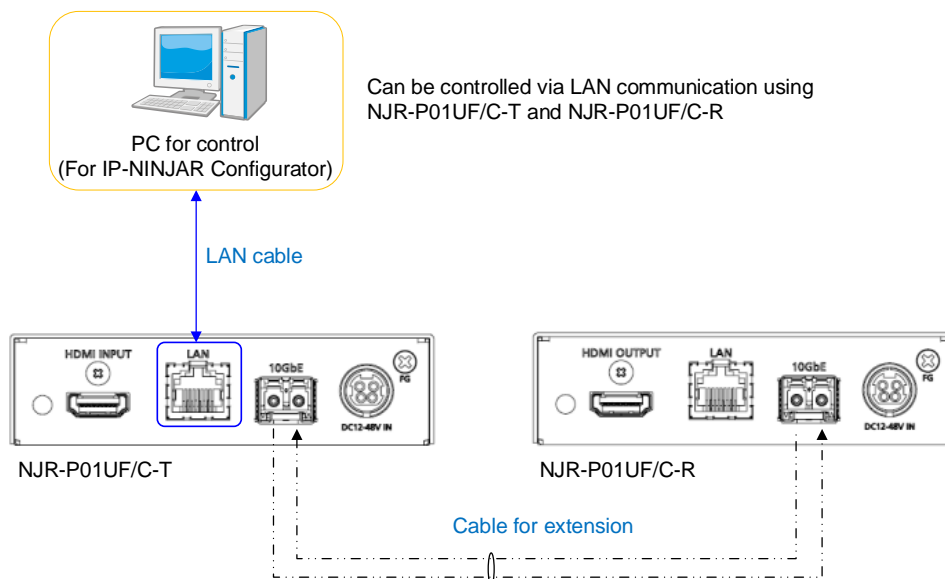 Can be controlled via LAN communication using
NJR-P01UF/C-T and NJR-P01UF/C-R
PC for control
(For IP-NINJAR Configurator)
LAN cable
HDMI INPUT
LAN
10GbE
FG
DC12-48V IN
HDMI OUTPUT
LAN
10GbE
FG
DC12-48V IN
NJR-P01UF/C-T
NJR-P01UF/C-R
Cable for extension